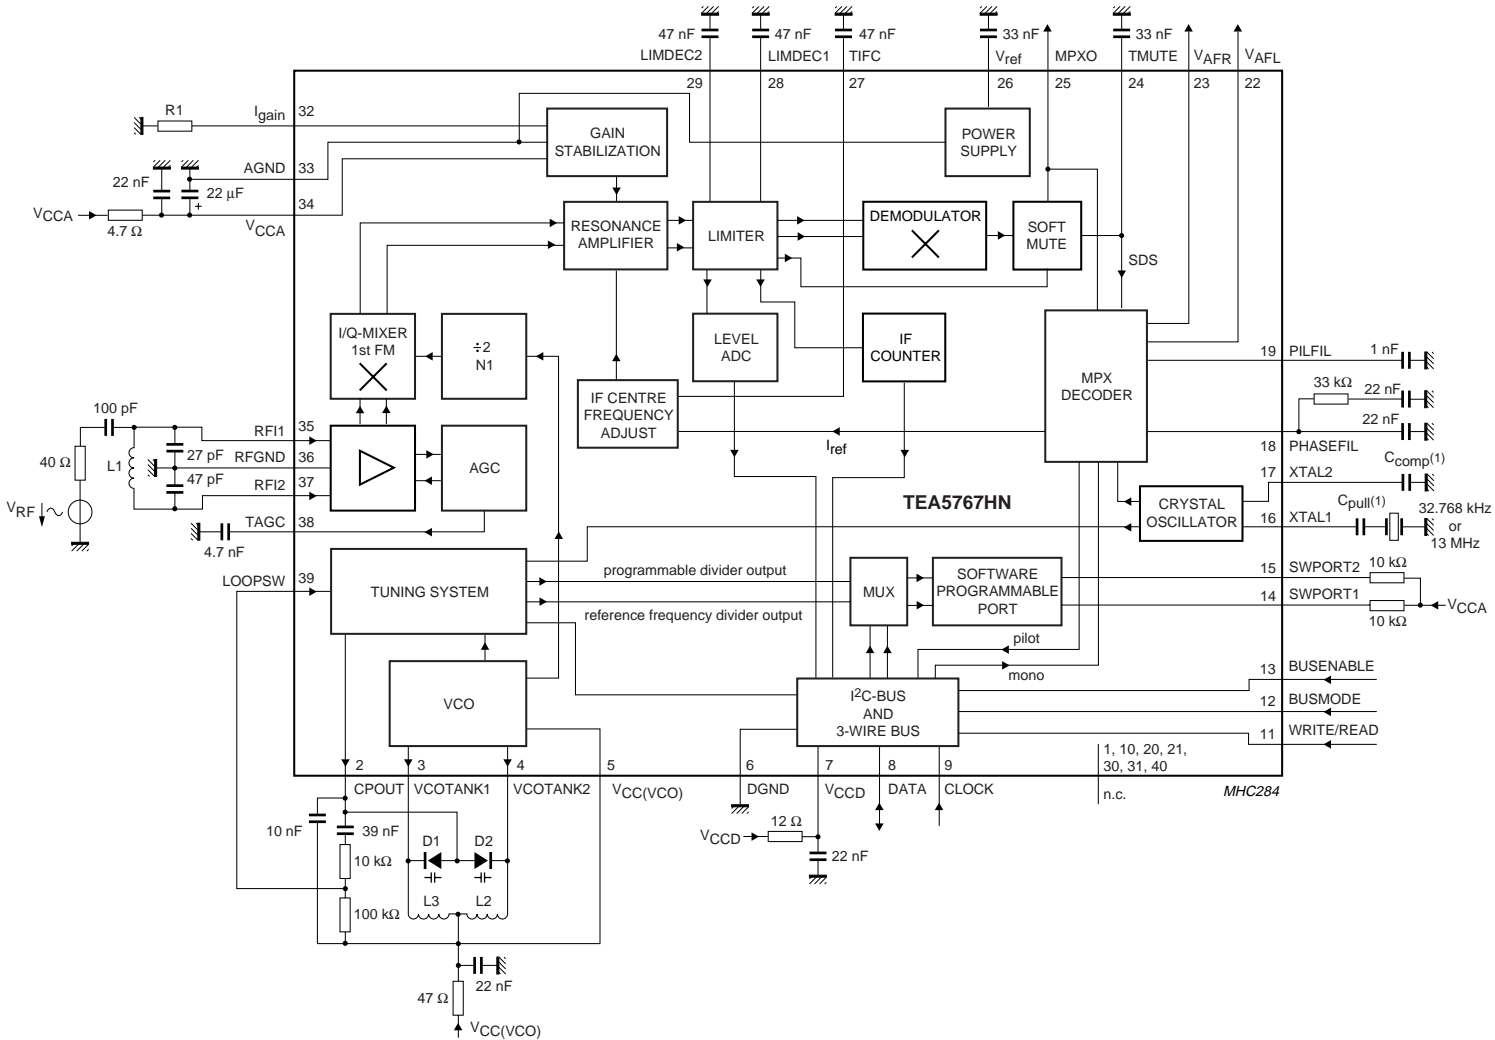 47 nF 47 nF 47 nF 33 nF 33 nF
LIMDEC2 LIMDEC1 TIFC Vref MPXO TMUTE VAFR VAFL
29 28 27 26 25 24 23 22
R1 Igain 32
GAIN
STABILIZATION
POWER
SUPPLY
AGND 33
22 nF 22 μF
+
34
VCCA 4.7 Ω VCCA
RESONANCE
AMPLIFIER
LIMITER
DEMODULATOR
SOFT
MUTE
SDS
I/Q-MIXER
1st FM
÷2
N1
LEVEL
ADC
IF
COUNTER
MPX
DECODER
19 PILFIL 1 nF
33 kΩ 22 nF
22 nF
18 PHASEFIL
IF CENTRE
FREQUENCY
ADJUST
Iref
100 pF
35
RFI1
27 pF
40 Ω L1 RFGND 36
47 pF
RFI2 37
VRF
AGC
TAGC 38
4.7 nF
TEA5767HN
17 XTAL2 Ccomp(1)
CRYSTAL
OSCILLATOR
16 XTAL1 Cpull(1)
32.768 kHz
or
13 MHz
LOOPSW 39
TUNING SYSTEM
programmable divider output
reference frequency divider output
MUX
SOFTWARE
PROGRAMMABLE
PORT
15 SWPORT2 10 kΩ
14 SWPORT1
10 kΩ
VCCA
pilot
mono
VCO
I2C-BUS
AND
3-WIRE BUS
13 BUSENABLE
12 BUSMODE
11 WRITE/READ
1, 10, 20, 21,
30, 31, 40
n.c.
2 3 4 5 6 7 8 9
CPOUT VCOTANK1 VCOTANK2 VCC(VCO) DGND VCCD DATA CLOCK
MHC284
10 nF 39 nF D1 D2
10 kΩ
100 kΩ L3 L2
VCCD 12 Ω
22 nF
22 nF
47 Ω
VCC(VCO)